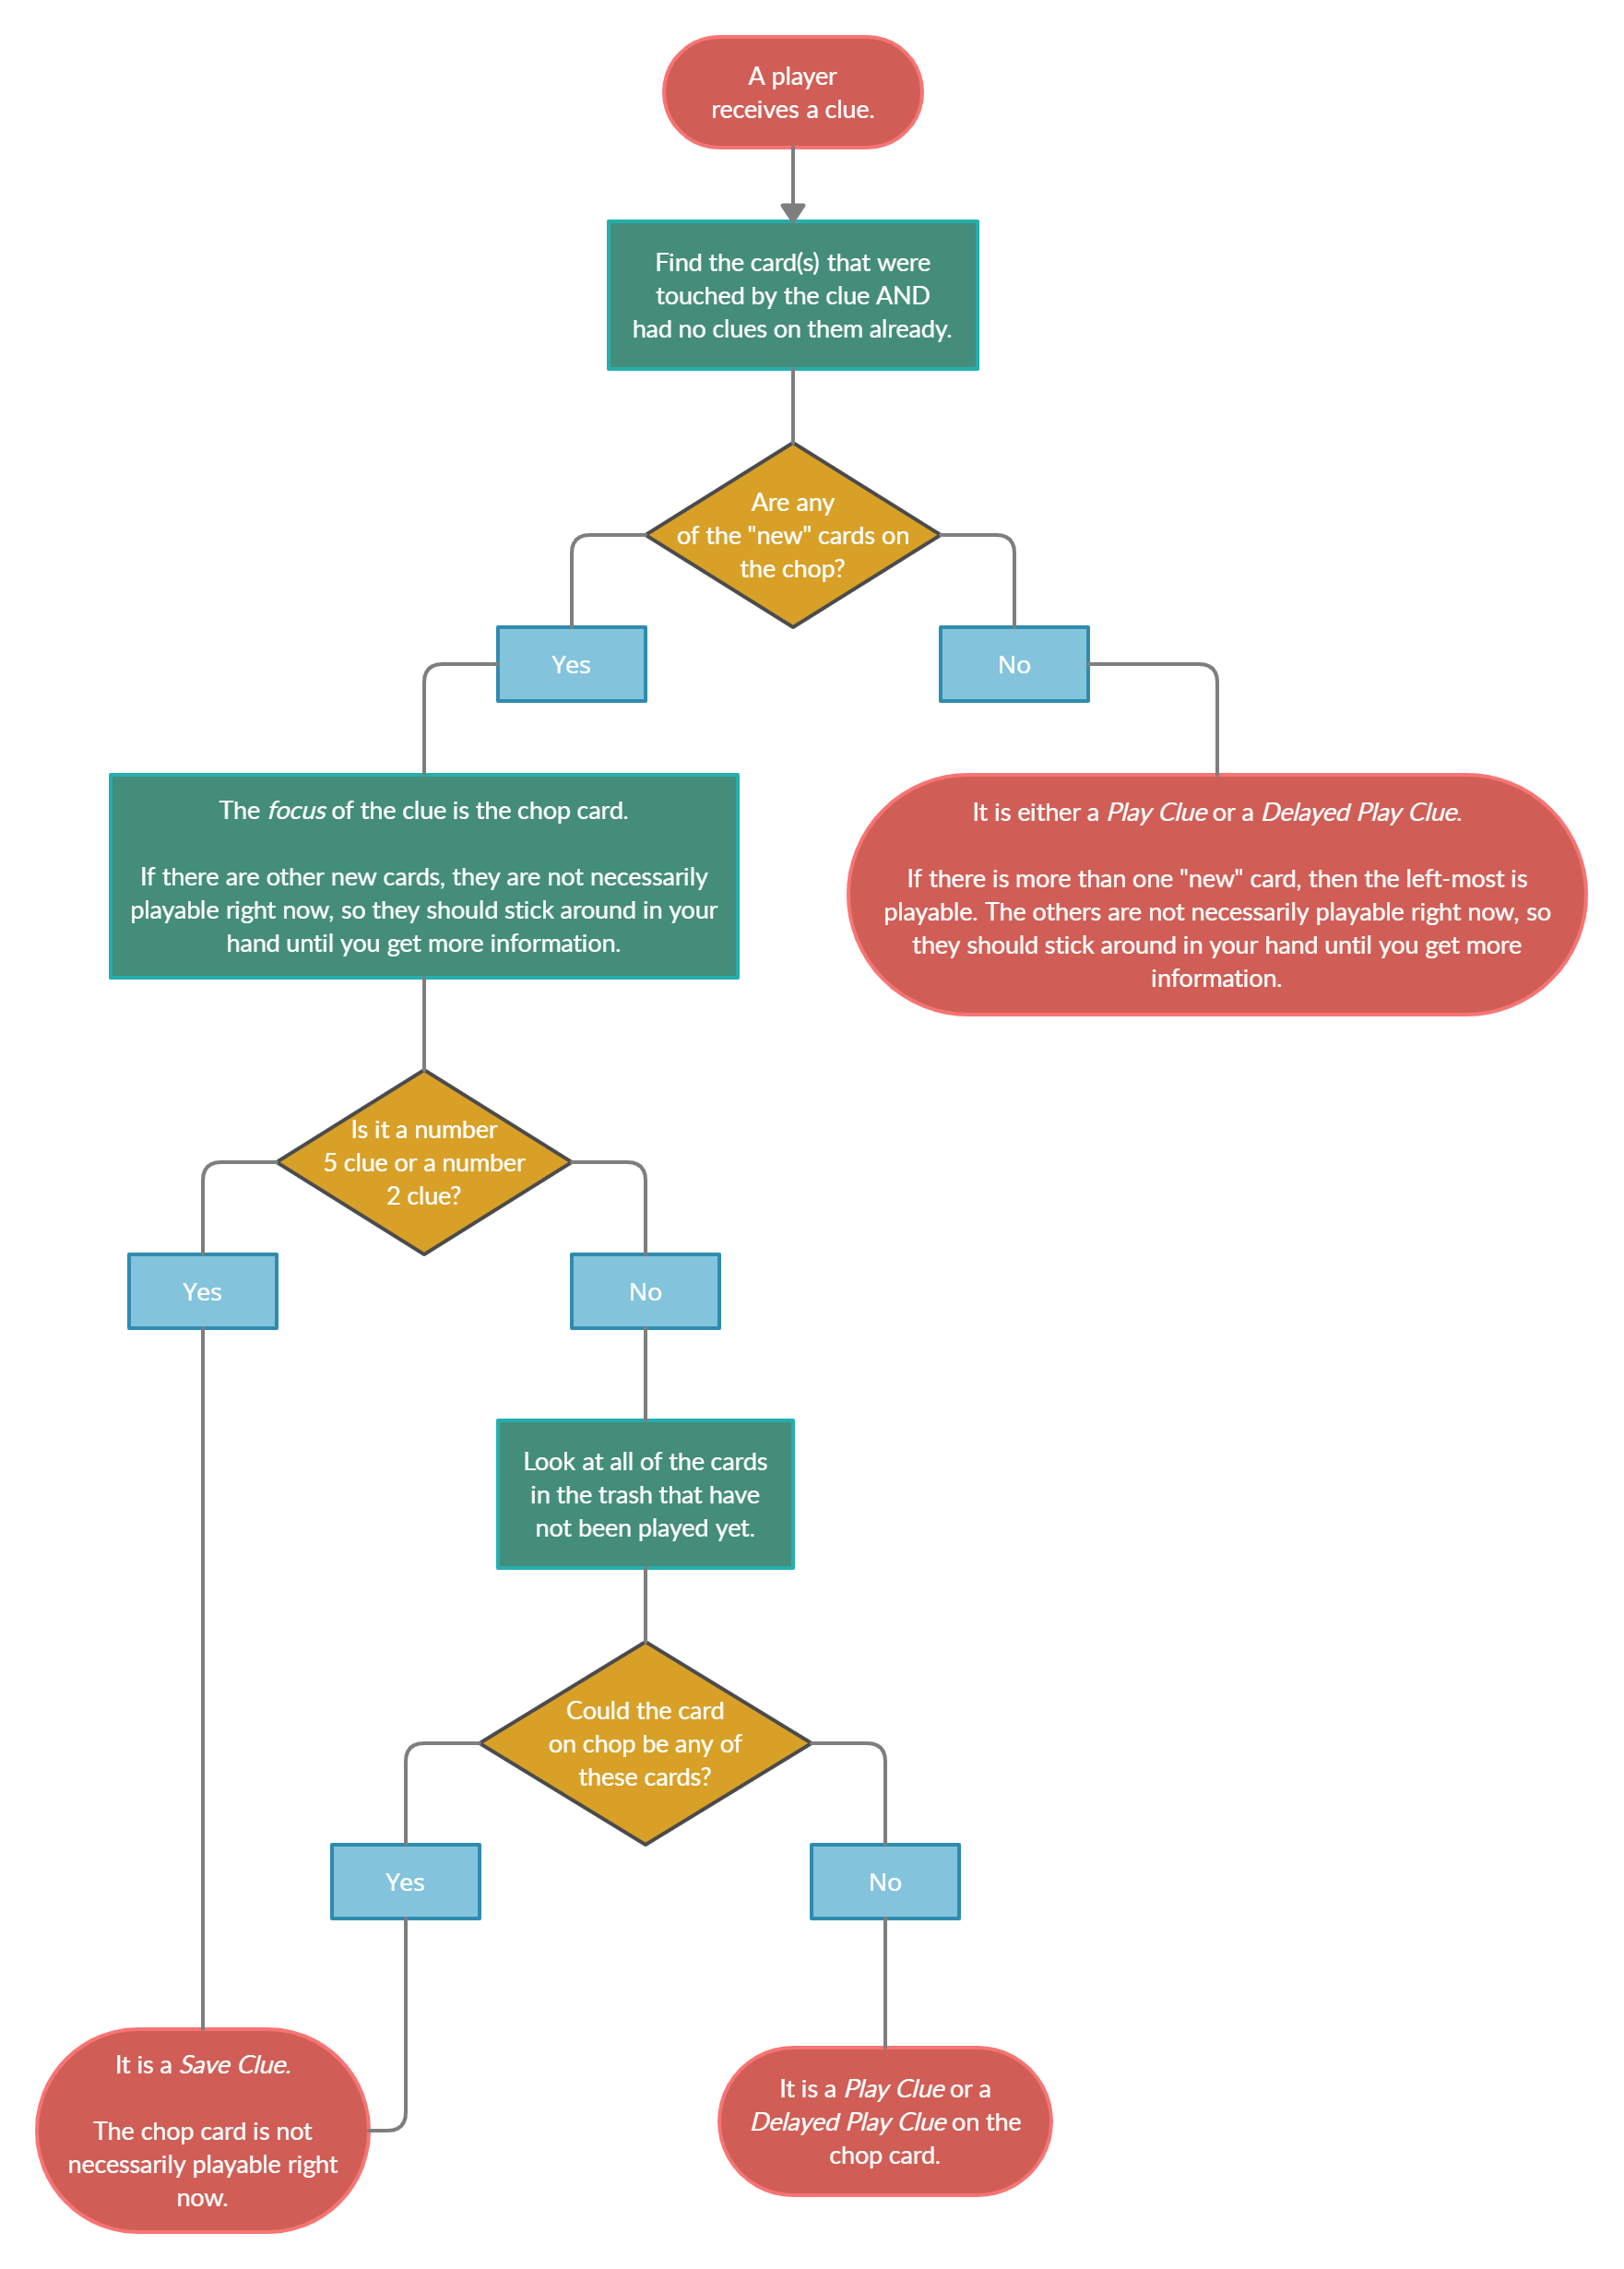 A player
receives a clue.
Find the card(s) that were
touched by the clue AND
had no clues on them already.
Are any
of the "new" cards on
the chop?
Yes
No
The focus of the clue is the chop card.
If there are other new cards, they are not necessarily
playable right now, so they should stick around in your
hand until you get more information.
It is either a Play Clue or a Delayed Play Clue.
If there is more than one "new" card, then the left-most is
playable. The others are not necessarily playable right now, so
they should stick around in your hand until you get more
information.
Is it a number
5 clue or a number
2 clue?
Yes
No
Look at all of the cards
in the trash that have
not been played yet.
Could the card
on chop be any of
these cards?
Yes
No
It is a Save Clue.
The chop card is not
necessarily playable right
now.
It is a Play Clue or a
Delayed Play Clue on the
chop card.